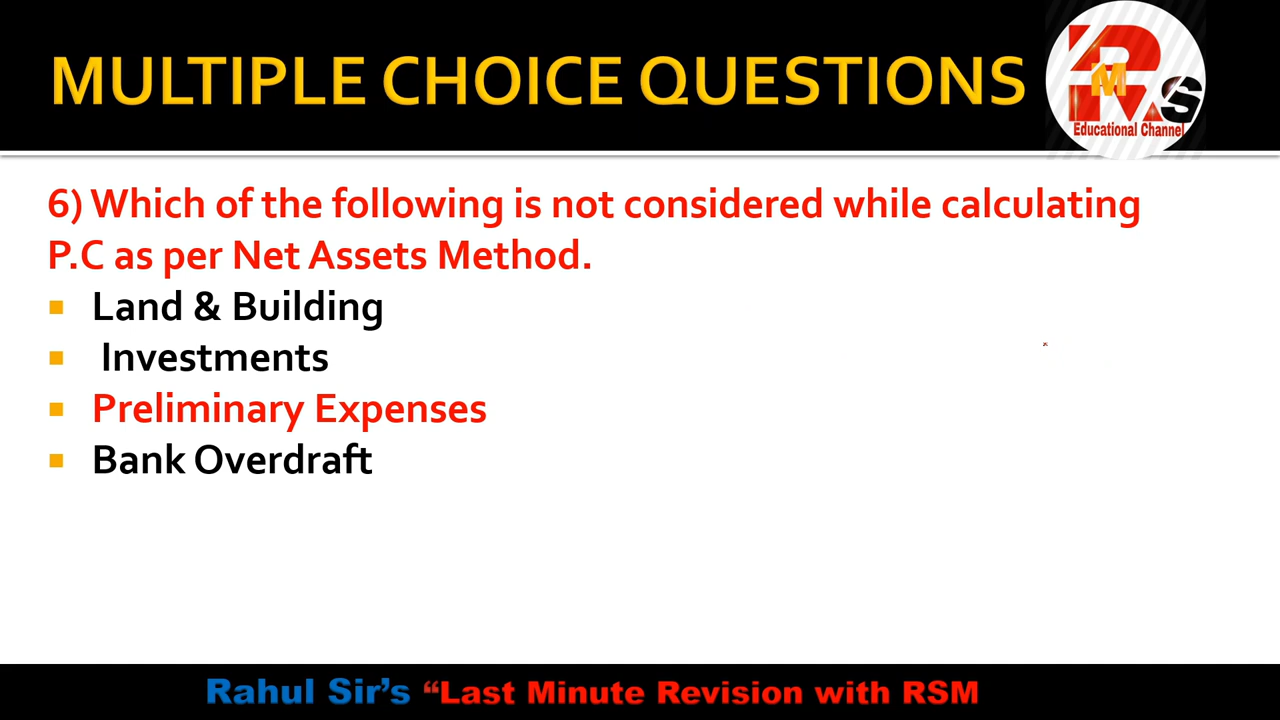 MULTIPLE CHOICE QUESTIONS
RMS
Educational Channel
6) Which of the following is not considered while calculating
P.C as per Net Assets Method.
▪ Land & Building
▪ Investments
▪ Preliminary Expenses
▪ Bank Overdraft
Rahul Sir's “Last Minute Revision with RSM